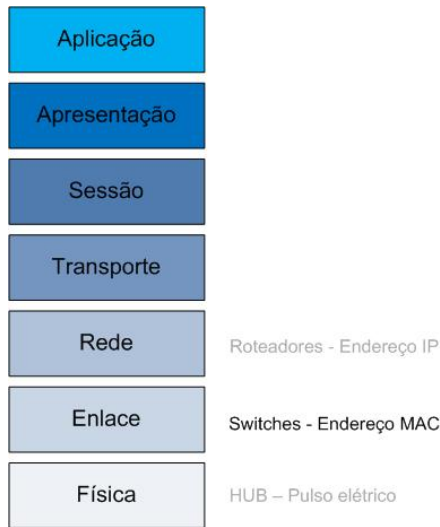 Aplicação
Apresentação
Sessão
Transporte
Rede
Roteadores - Endereço IP
Enlace
Switches - Endereço MAC
Física
HUB – Pulso elétrico